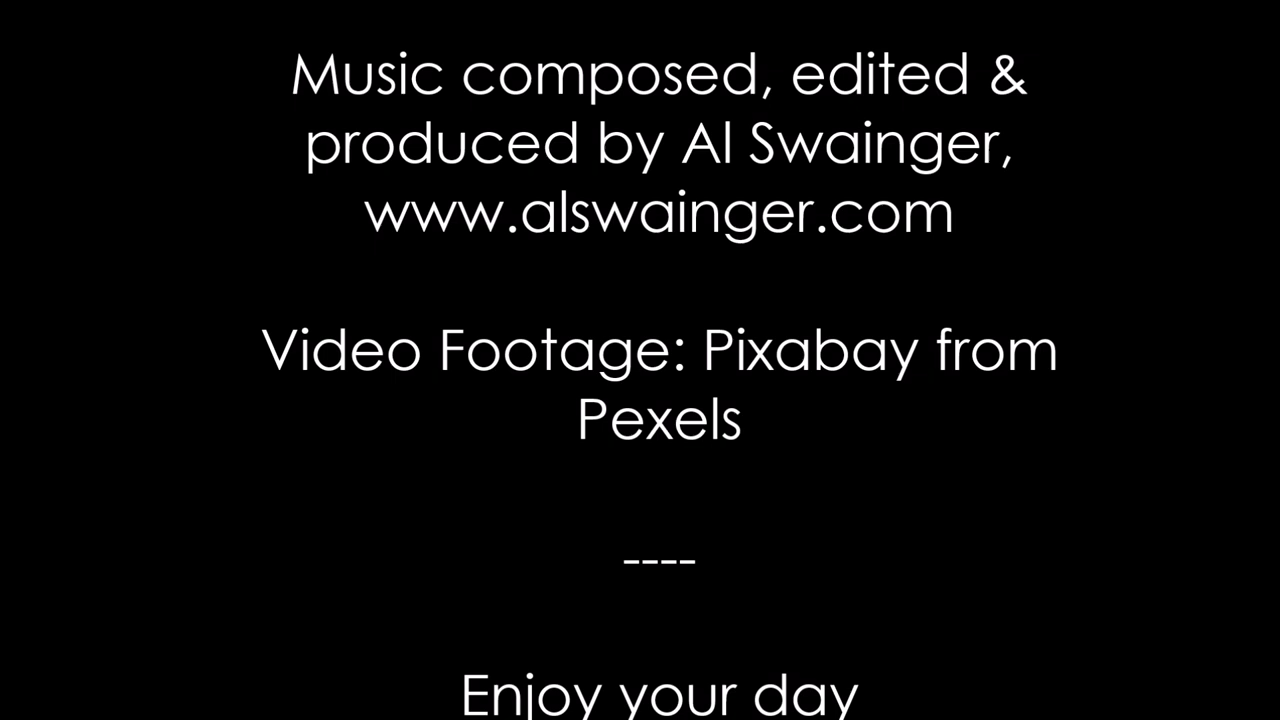 Music composed, edited &
produced by Al Swainger,
www.alswainger.com
Video Footage: Pixabay from
Pexels
----
Enjoy your day